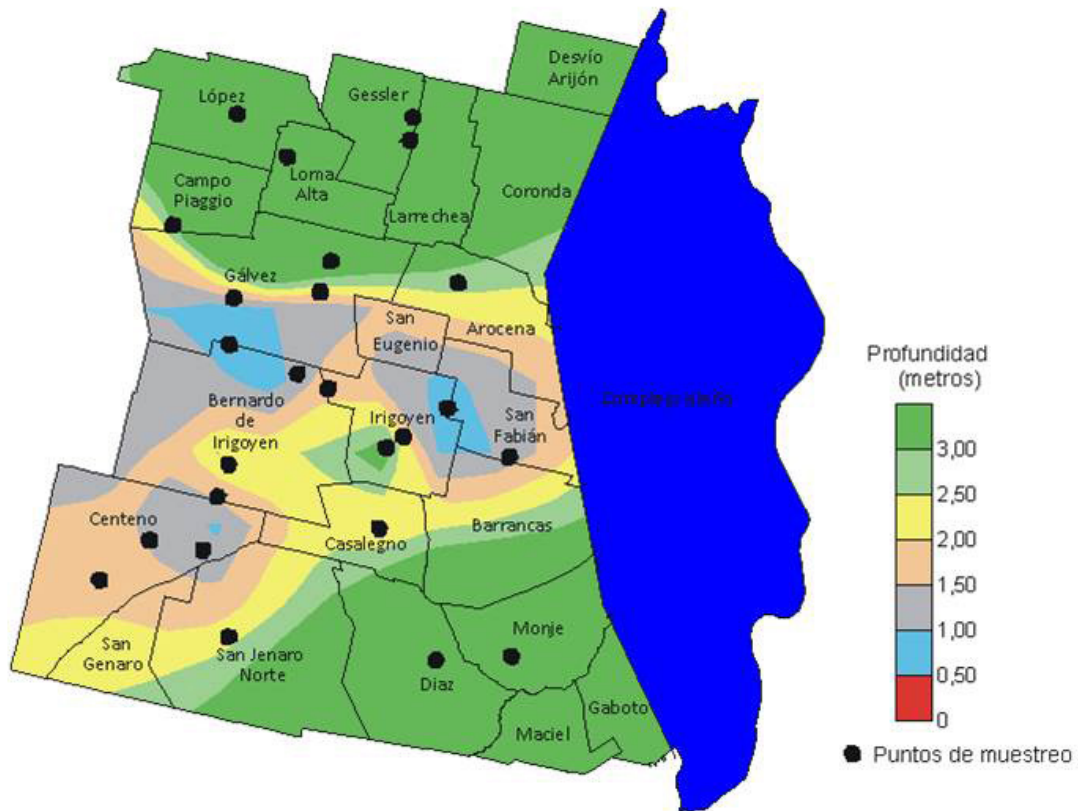 Desvío
Arijón
López
Gessler
Loma
Alta
Campo
Piaggio
Larrechea
Coronda
Gálvez
San
Eugenio
Arocena
Bernardo
de
Irigoyen
Irigoyen
San
Fabián
Centeno
Casalegno
Barrancas
San
Genaro
San Jenaro
Norte
Monje
Diaz
Gaboto
Maciel
Profundidad
(metros)
3,00
2,50
2,00
1,50
1,00
0,50
0
Puntos de muestreo